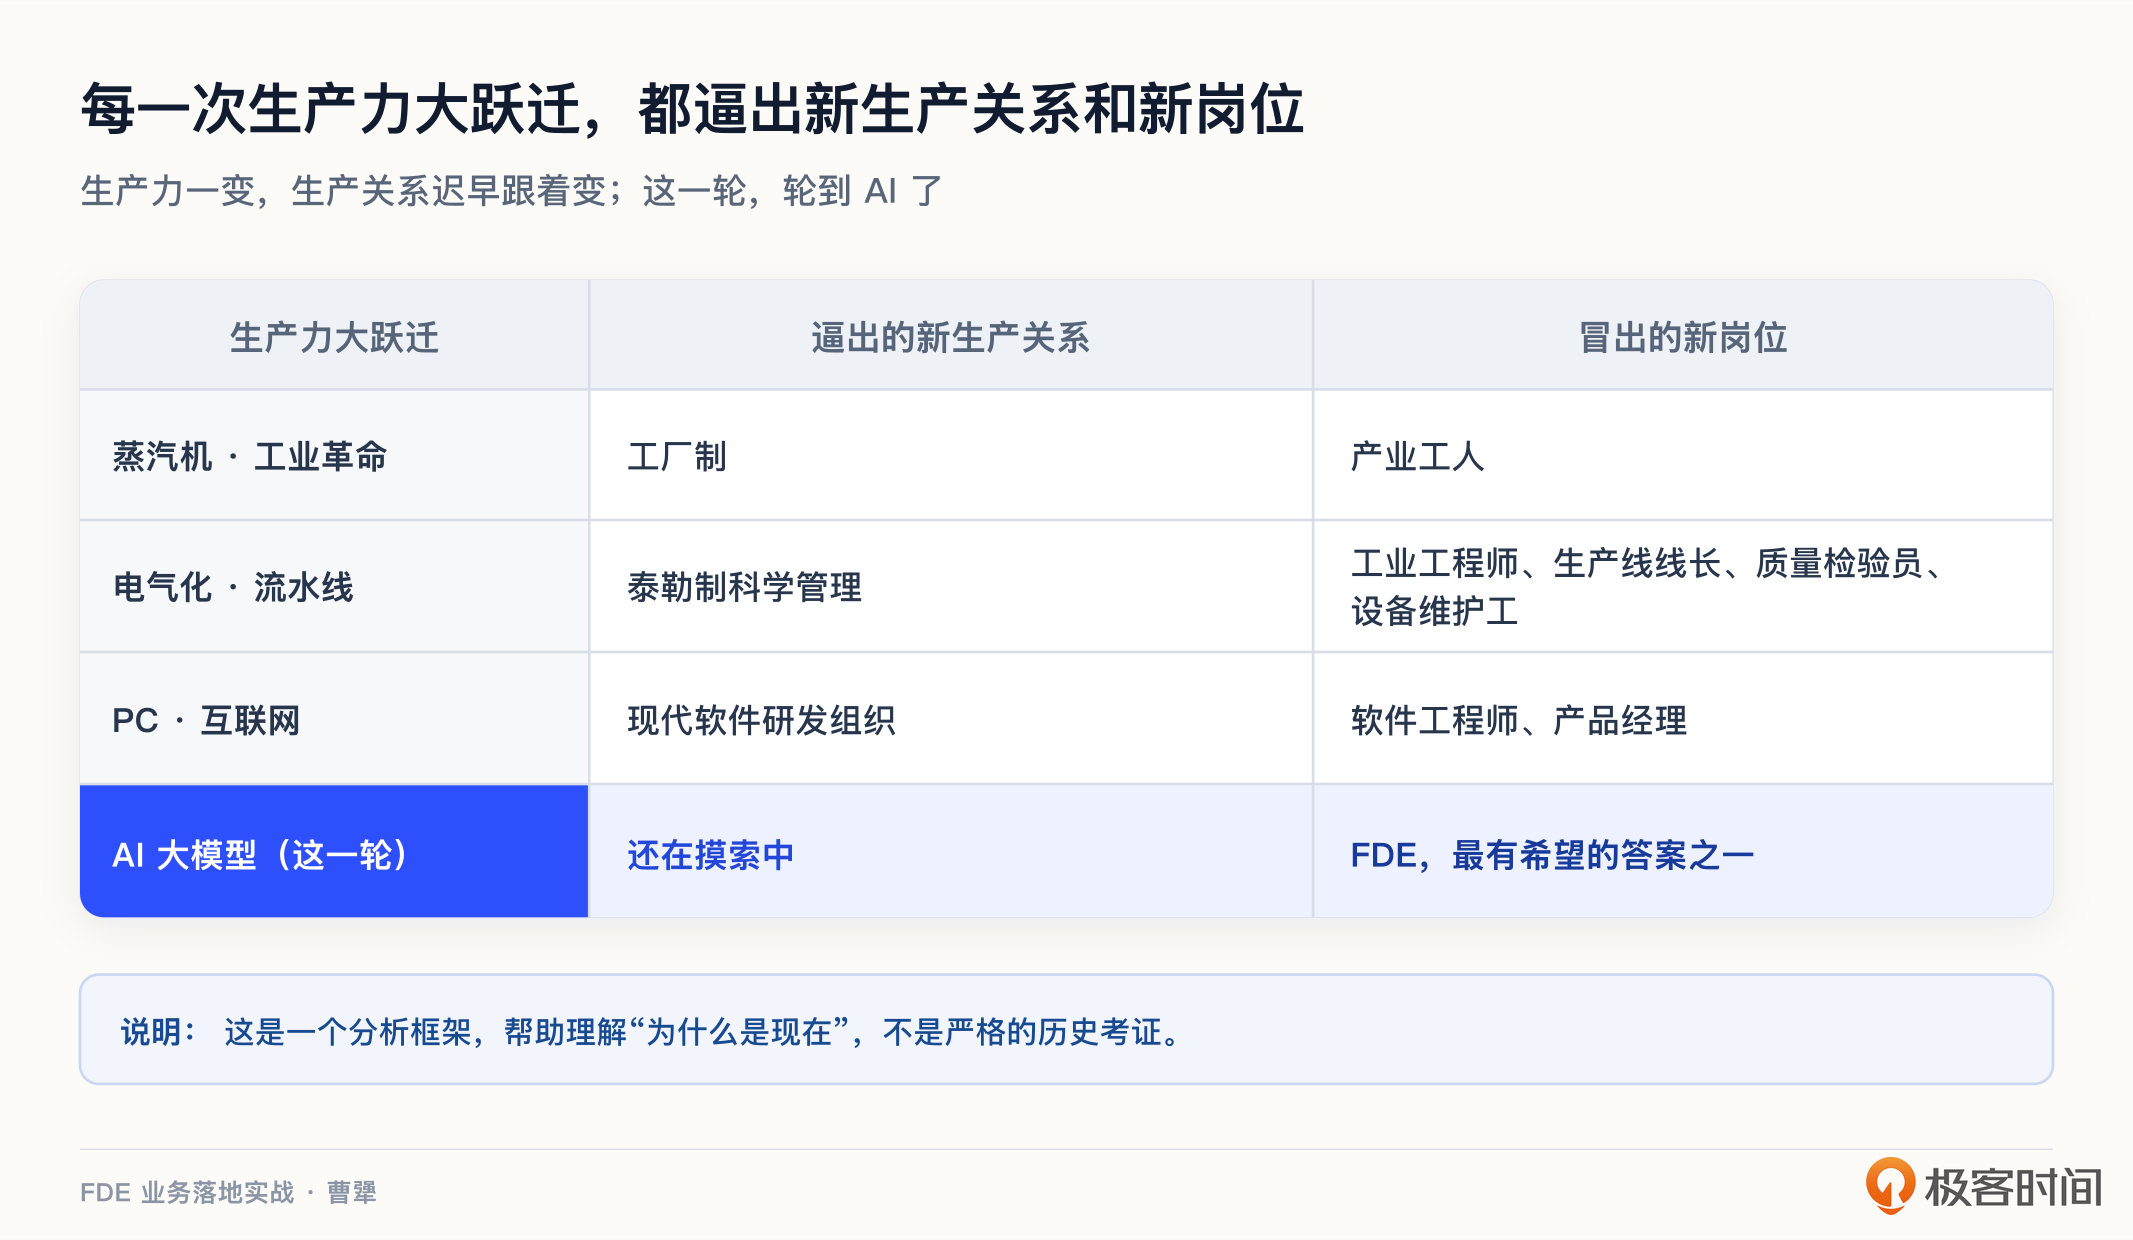 每一次生产力大跃迁，都逼出新生产关系和新岗位
生产力一变，生产关系迟早跟着变；这一轮，轮到 AI 了
生产力大跃迁
逼出的新生产关系
冒出的新岗位
蒸汽机 · 工业革命
工厂制
产业工人
电气化 · 流水线
泰勒制科学管理
工业工程师、生产线线长、质量检验员、
设备维护工
PC · 互联网
现代软件研发组织
软件工程师、产品经理
AI 大模型（这一轮）
还在摸索中
FDE，最有希望的答案之一
说明： 这是一个分析框架，帮助理解“为什么是现在”，不是严格的历史考证。
FDE 业务落地实战 · 曹犟
极客时间